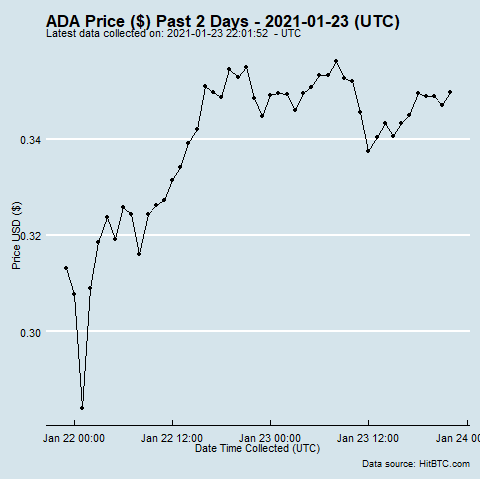 ADA Price ($) Past 2 Days - 2021-01-23 (UTC)
Latest data collected on: 2021-01-23 22:01:52 - UTC
0.34
0.32
0.30
Price USD ($)
Jan 22 00:00 Jan 22 12:00 Jan 23 00:00 Jan 23 12:00 Jan 24 00
Date Time Collected (UTC)
Data source: HitBTC.com